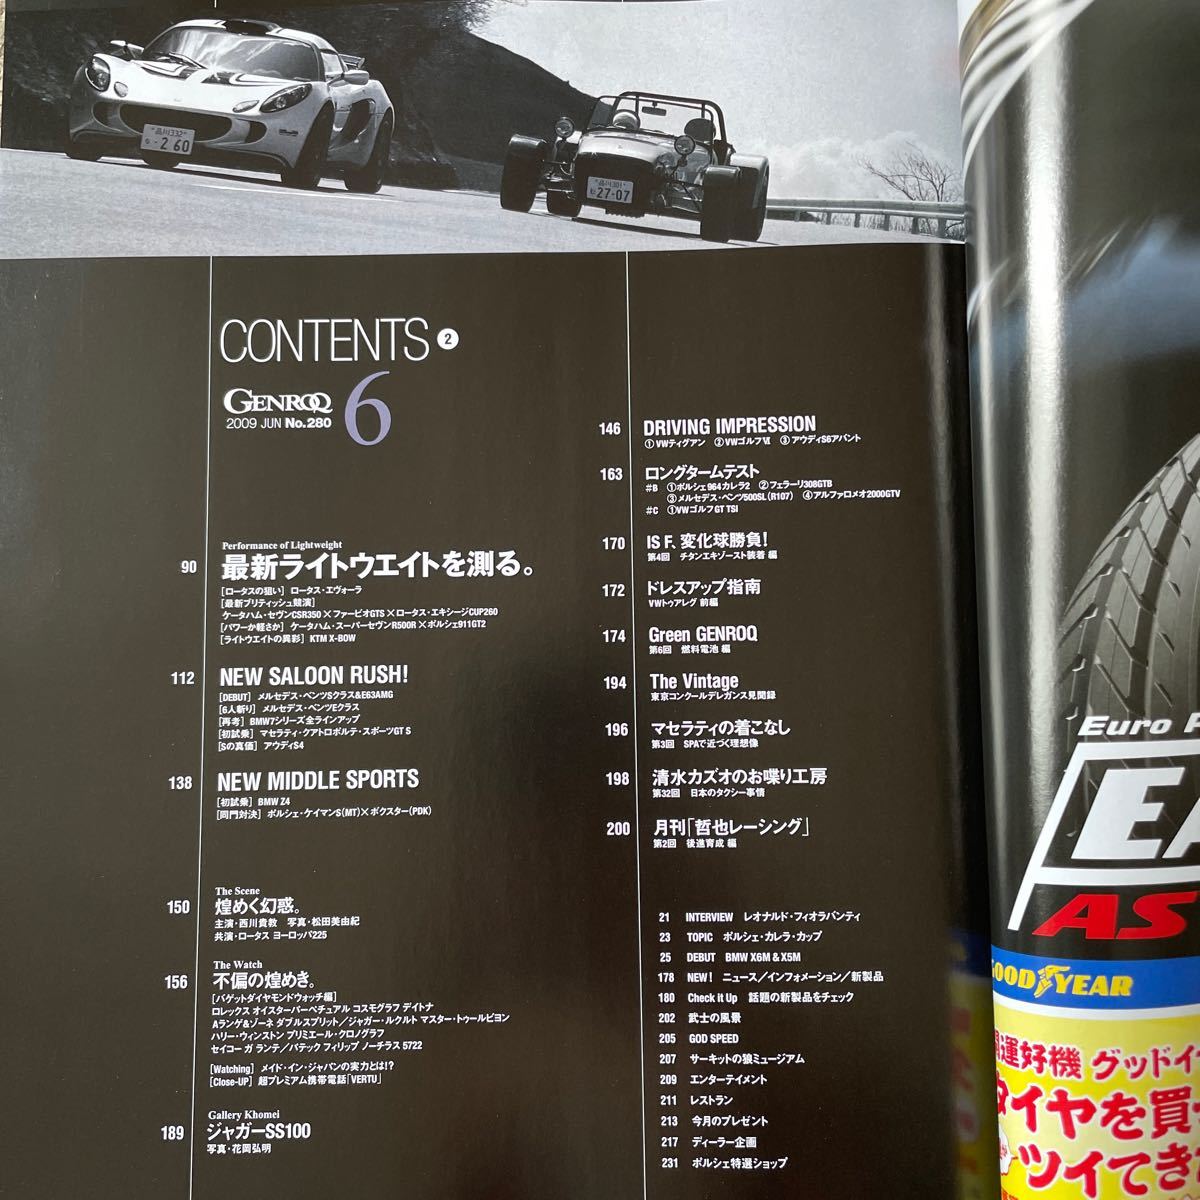 品川332
260
品川301
27-07
CONTENTS 2
GENROQ 6
2009 JUN No.280
Performance of Lightweight
90 最新ライトウエイトを測る。
[ロータスの狙い] ロータス・エヴォーラ
[最新ブリティッシュ競演]
ケータハム・セヴンCSR350×ファービオGTS×ロータス・エキシージCUP260
[パワーか軽さか] ケータハム・スーパーセヴンR500R×ポルシェ911GT2
[ライトウエイトの異彩] KTM X-BOW
112 NEW SALOON RUSH!
[DEBUT] メルセデス・ベンツSクラス&E63AMG
[6人斬り] メルセデス・ベンツEクラス
[再考] BMW7シリーズ全ラインアップ
[初試乗] マセラティ・クアトロポルテ・スポーツGT S
[Sの真価] アウディS4
138 NEW MIDDLE SPORTS
[初試乗] BMW Z4
[同門対決] ポルシェ・ケイマンS(MT)×ボクスター(PDK)
The Scene
150 煌めく幻惑。
主演・西川貴教 写真・松田美由紀
共演・ロータス ヨーロッパ225
The Watch
156 不偏の煌めき。
[バゲットダイヤモンドウォッチ編]
ロレックス オイスターパーペチュアル コスモグラフ デイトナ
Aランゲ&ゾーネ ダブルスプリット／ジャガー・ルクルト マスター・トゥールビヨン
ハリー・ウィンストン プリミエール・クロノグラフ
セイコー ガ ランテ／パテック フィリップ ノーチラス 5722
[Watching] メイド・イン・ジャパンの実力とは!?
[Close-UP] 超プレミアム携帯電話「VERTU」
Gallery Khomei
189 ジャガーSS100
写真・花岡弘明
146 DRIVING IMPRESSION
①VWティグアン ②VWゴルフⅥ ③アウディS6アバント
163 ロングタームテスト
#B ①ポルシェ964カレラ2 ②フェラーリ308GTB
③メルセデス・ベンツ500SL(R107) ④アルファロメオ2000GTV
#C ①VWゴルフGT TSI
170 IS F、変化球勝負!
第4回 チタンエキゾースト装着 編
172 ドレスアップ指南
VWトゥアレグ 前編
174 Green GENROQ
第6回 燃料電池 編
194 The Vintage
東京コンクールデレガンス見聞録
196 マセラティの着こなし
第3回 SPAで近づく理想像
198 清水カズオのお喋り工房
第32回 日本のタクシー事情
200 月刊「哲也レーシング」
第2回 後進育成 編
21 INTERVIEW レオナルド・フィオラバンティ
23 TOPIC ポルシェ・カレラ・カップ
25 DEBUT BMW X6M & X5M
178 NEW! ニュース／インフォメーション／新製品
180 Check it Up 話題の新製品をチェック
202 武士の風景
205 GOD SPEED
207 サーキットの狼ミュージアム
209 エンターテイメント
211 レストラン
213 今月のプレゼント
217 ディーラー企画
231 ポルシェ特選ショップ
Euro
AS
GOOD YEAR
運好機 グッドイ
タイヤを買
ツイてき